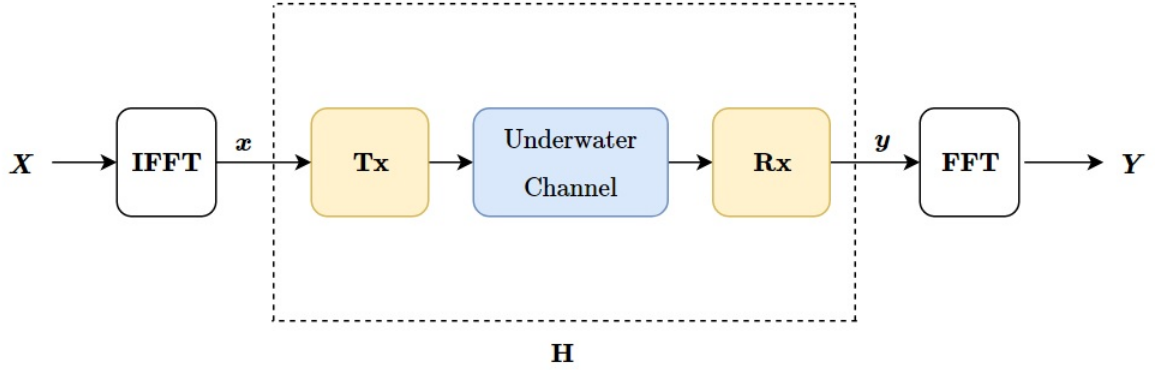 X
IFFT
x
Tx
Underwater
Channel
Rx
y
FFT
Y
H